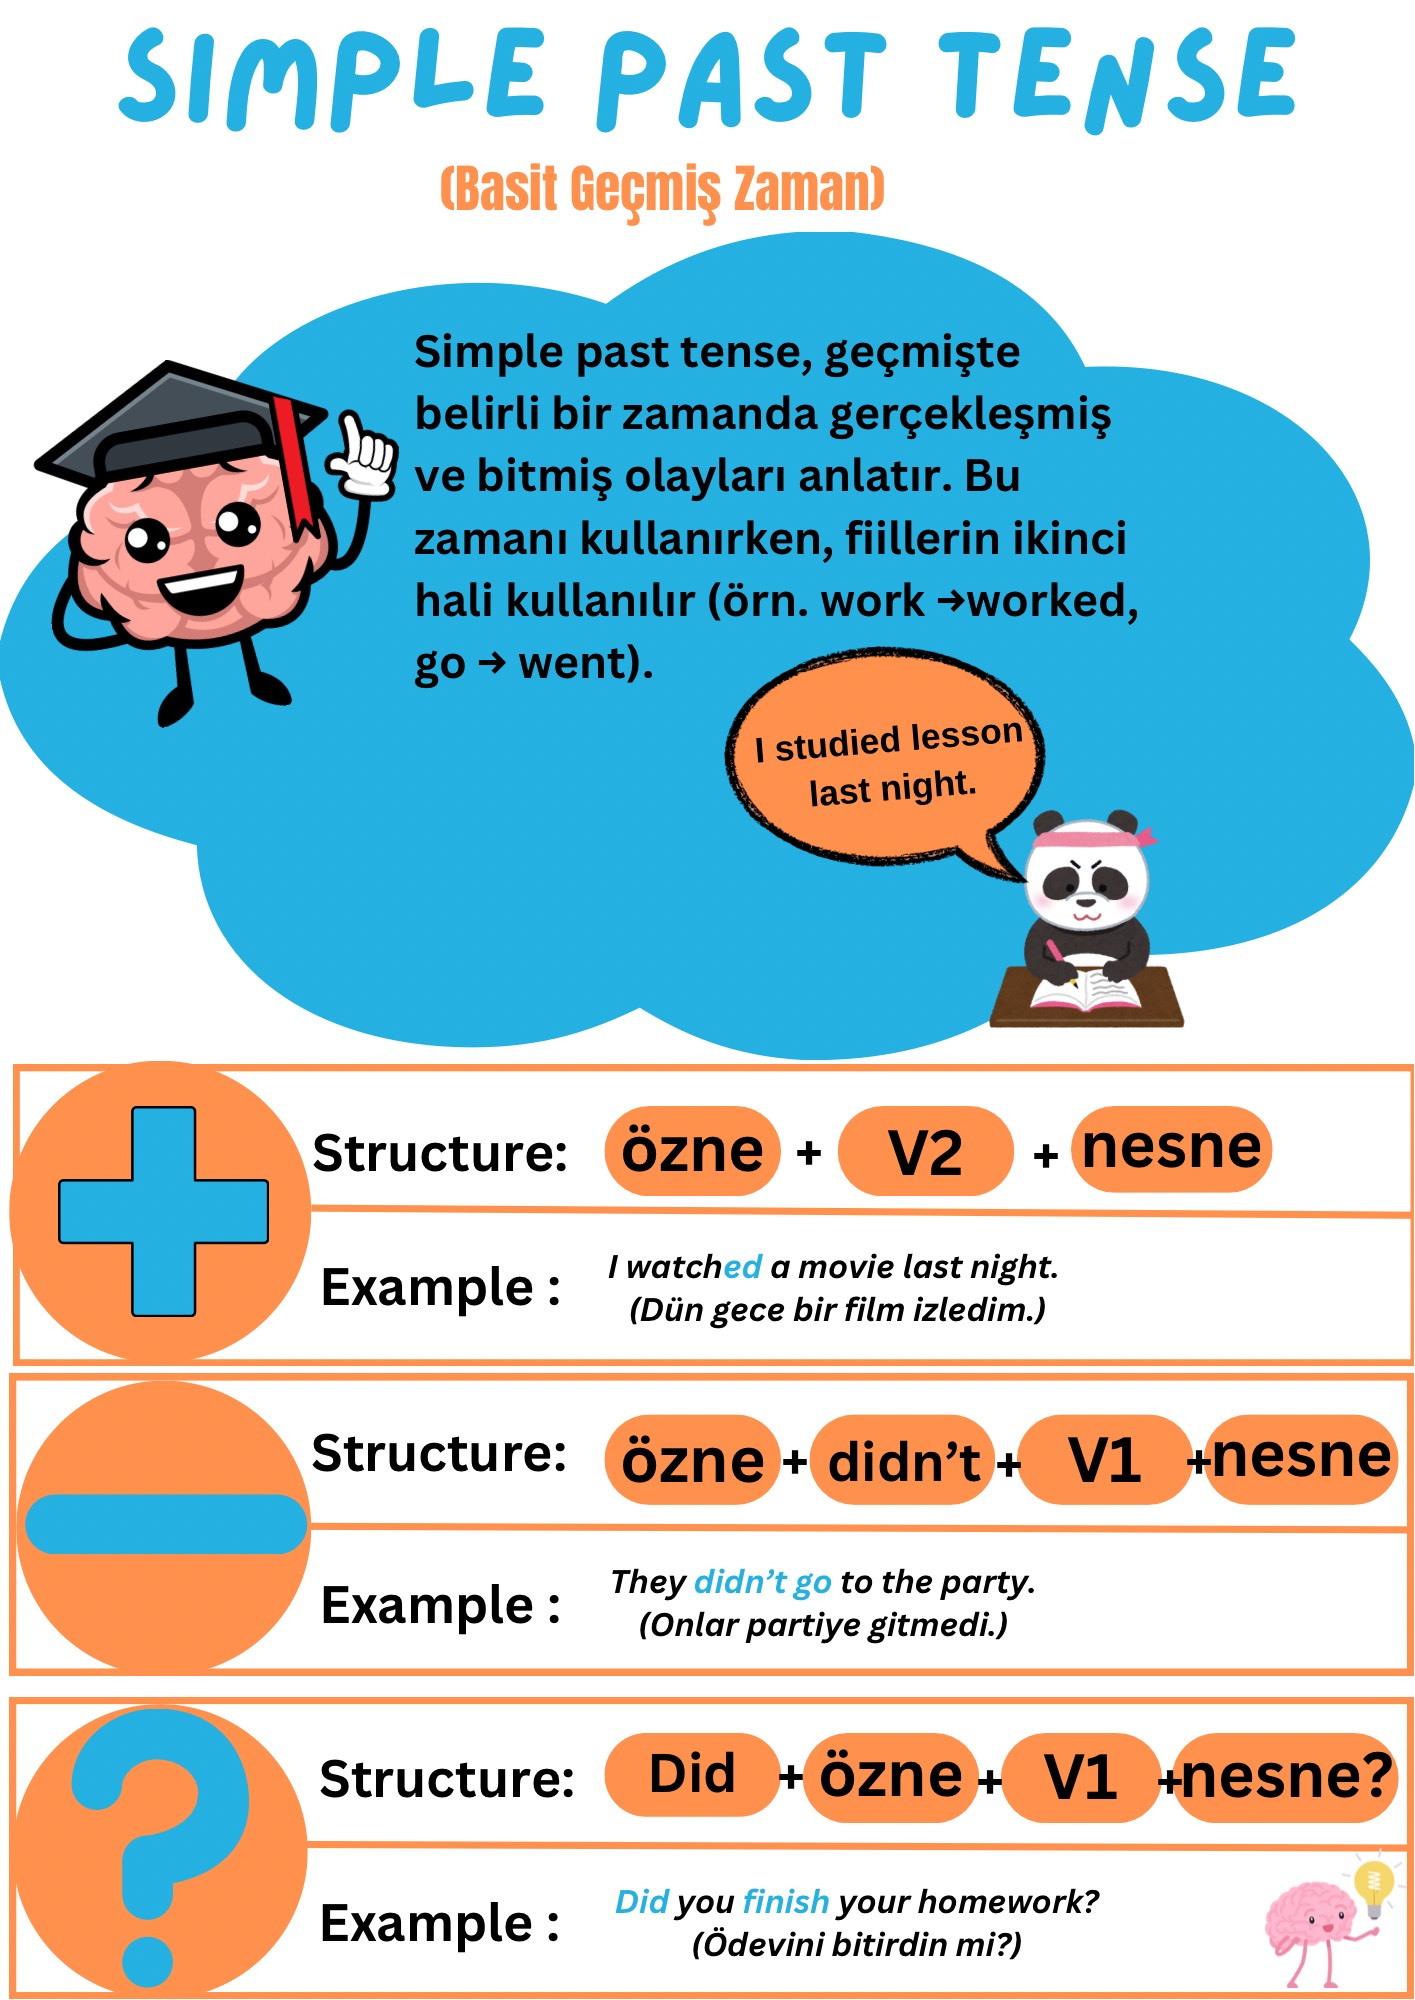 SIMPLE PAST TENSE
(Basit Geçmiş Zaman)
Simple past tense, geçmişte
belirli bir zamanda gerçekleşmiş
ve bitmiş olayları anlatır. Bu
zamanı kullanırken, fiillerin ikinci
hali kullanılır (örn. work →worked,
go → went).
I studied lesson
last night.
Structure: özne + V2 + nesne
Example : I watched a movie last night.
(Dün gece bir film izledim.)
Structure: özne + didn't + V1 + nesne
Example : They didn't go to the party.
(Onlar partiye gitmedi.)
Structure: Did + özne + V1 + nesne?
Example : Did you finish your homework?
(Ödevini bitirdin mi?)